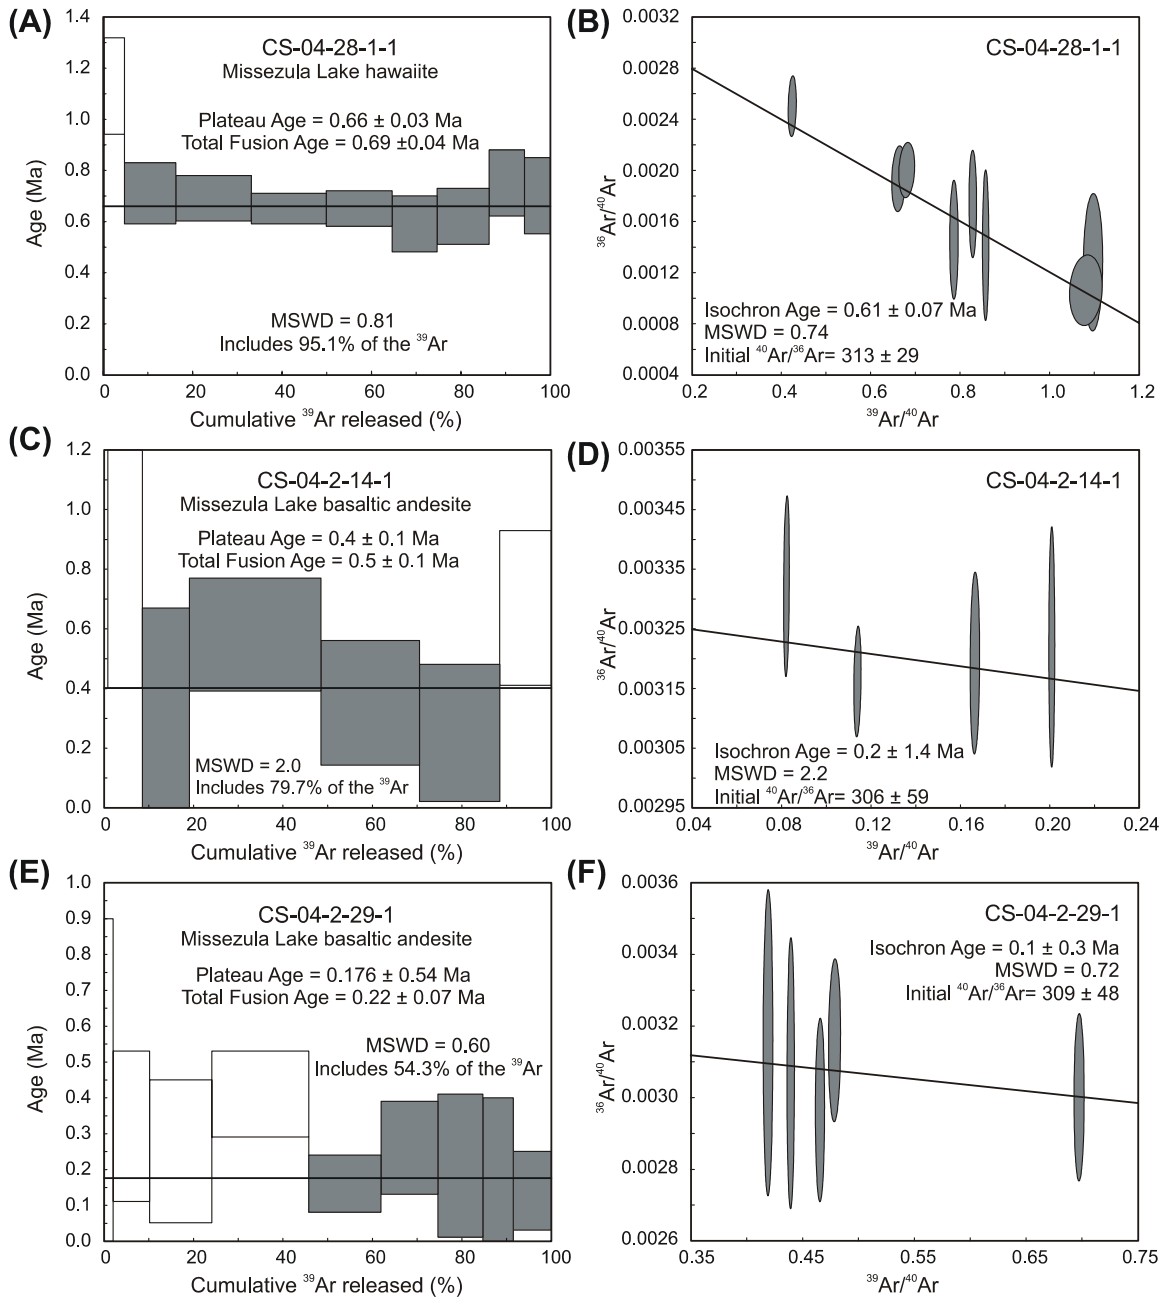 (A)
1.4
1.2
1.0
0.8
0.6
0.4
0.2
0.0
Age (Ma)
CS-04-28-1-1
Missezula Lake hawaiite
Plateau Age = 0.66 ± 0.03 Ma
Total Fusion Age = 0.69 ±0.04 Ma
MSWD = 0.81
Includes 95.1% of the ³⁹Ar
0 20 40 60 80 100
Cumulative ³⁹Ar released (%)
(B)
0.0032
0.0028
0.0024
0.0020
0.0016
0.0012
0.0008
0.0004
³⁶Ar/⁴⁰Ar
CS-04-28-1-1
Isochron Age = 0.61 ± 0.07 Ma
MSWD = 0.74
Initial ⁴⁰Ar/³⁶Ar= 313 ± 29
0.2 0.4 0.6 0.8 1.0 1.2
³⁹Ar/⁴⁰Ar
(C)
1.2
1.0
0.8
0.6
0.4
0.2
0.0
Age (Ma)
CS-04-2-14-1
Missezula Lake basaltic andesite
Plateau Age = 0.4 ± 0.1 Ma
Total Fusion Age = 0.5 ± 0.1 Ma
MSWD = 2.0
Includes 79.7% of the ³⁹Ar
0 20 40 60 80 100
Cumulative ³⁹Ar released (%)
(D)
0.00355
0.00345
0.00335
0.00325
0.00315
0.00305
0.00295
³⁶Ar/⁴⁰Ar
CS-04-2-14-1
Isochron Age = 0.2 ± 1.4 Ma
MSWD = 2.2
Initial ⁴⁰Ar/³⁶Ar= 306 ± 59
0.04 0.08 0.12 0.16 0.20 0.24
³⁹Ar/⁴⁰Ar
(E)
1.0
0.9
0.8
0.7
0.6
0.5
0.4
0.3
0.2
0.1
0.0
Age (Ma)
CS-04-2-29-1
Missezula Lake basaltic andesite
Plateau Age = 0.176 ± 0.54 Ma
Total Fusion Age = 0.22 ± 0.07 Ma
MSWD = 0.60
Includes 54.3% of the ³⁹Ar
0 20 40 60 80 100
Cumulative ³⁹Ar released (%)
(F)
0.0036
0.0034
0.0032
0.0030
0.0028
0.0026
³⁶Ar/⁴⁰Ar
CS-04-2-29-1
Isochron Age = 0.1 ± 0.3 Ma
MSWD = 0.72
Initial ⁴⁰Ar/³⁶Ar= 309 ± 48
0.35 0.45 0.55 0.65 0.75
³⁹Ar/⁴⁰Ar